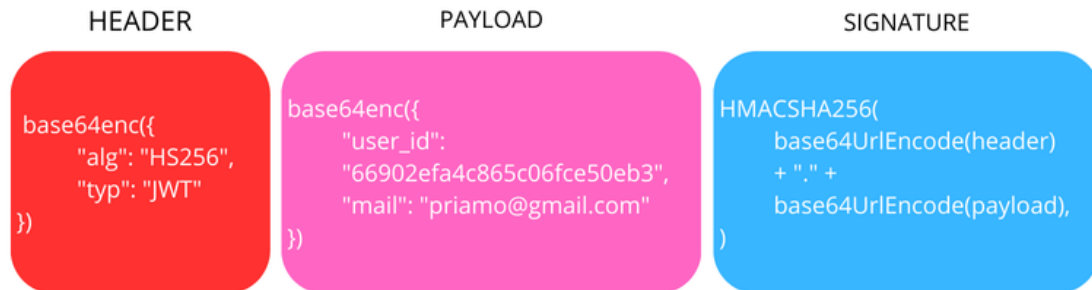 HEADER
base64enc({
"alg": "HS256",
"typ": "JWT"
})
PAYLOAD
base64enc({
"user_id":
"66902efa4c865c06fce50eb3",
"mail": "priamo@gmail.com"
})
SIGNATURE
HMACSHA256(
base64UrlEncode(header)
+ "." +
base64UrlEncode(payload),
)